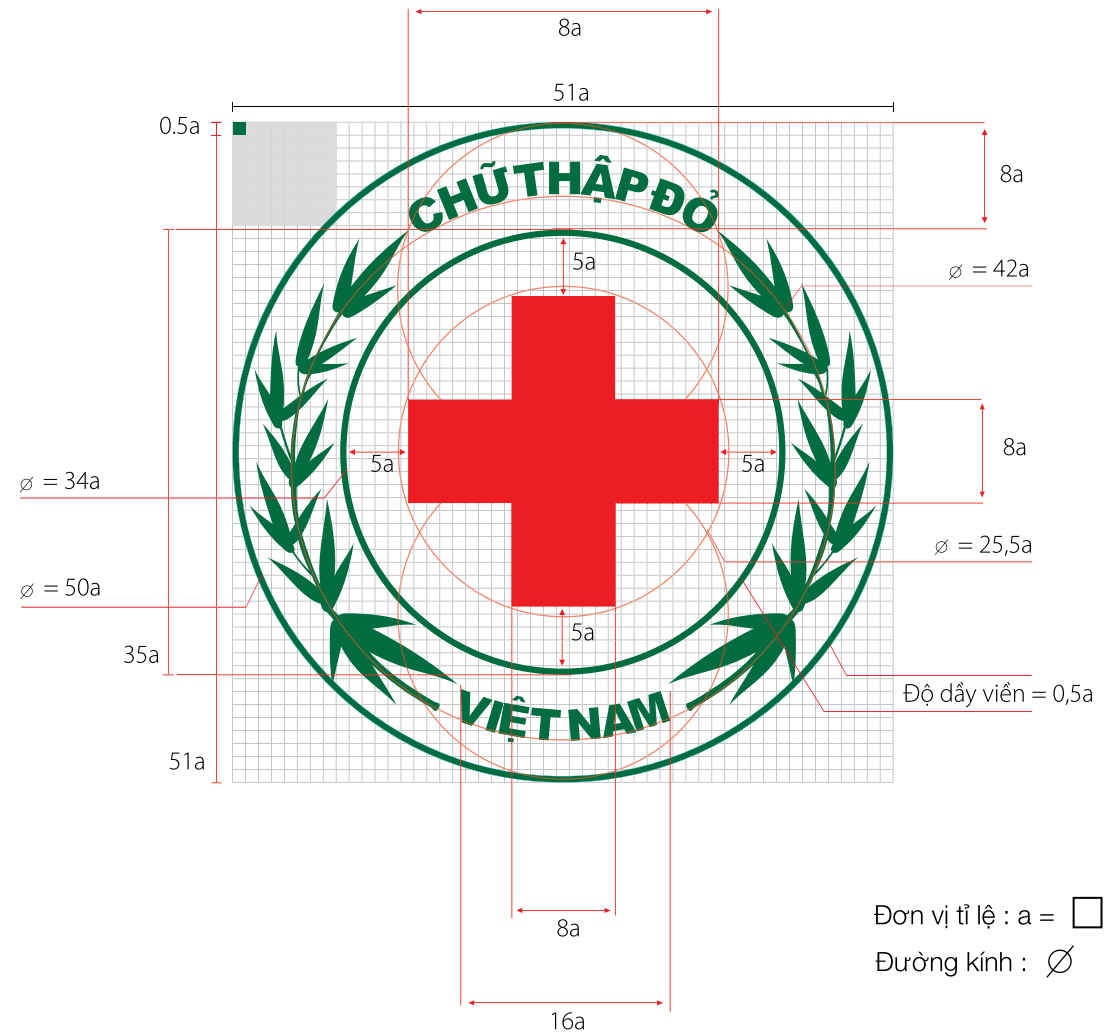 8a
51a
0.5a
CHỮ THẬP ĐỎ
8a
5a
⌀ = 42a
8a
5a
5a
⌀ = 34a
⌀ = 25,5a
⌀ = 50a
5a
35a
Độ dầy viền = 0,5a
VIỆT NAM
51a
8a
Đơn vị tỉ lệ : a =
Đường kính : ⌀
16a